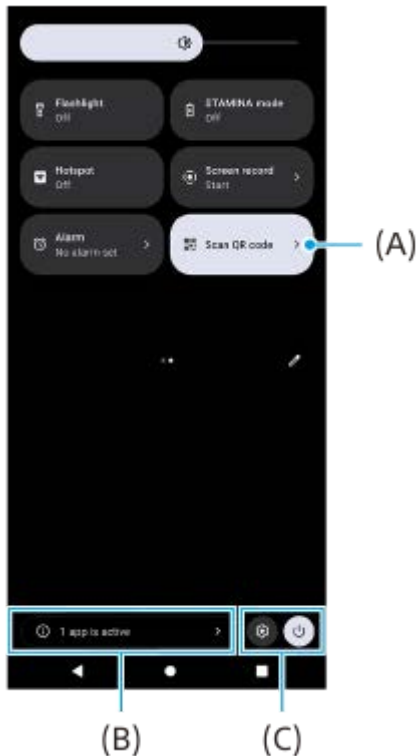 Flashlight
Off
STAMINA mode
Off
Hotspot
Off
Screen record
Start
Alarm
No alarm set
Scan QR code
(A)
1 app is active
(B)
(C)